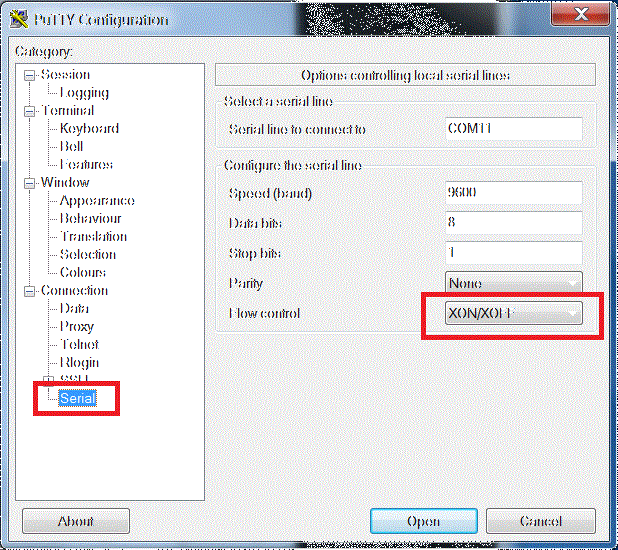 PuTTY Configuration
Category:
Session
Logging
Terminal
Keyboard
Bell
Features
Window
Appearance
Behaviour
Translation
Selection
Colours
Connection
Data
Proxy
Telnet
Rlogin
SSH
Serial
Options controlling local serial lines
Select a serial line
Serial line to connect to
Configure the serial line
Speed (baud) 9600
Data bits 8
Stop bits 1
Parity None
Flow control XON/XOFF
About Open Cancel